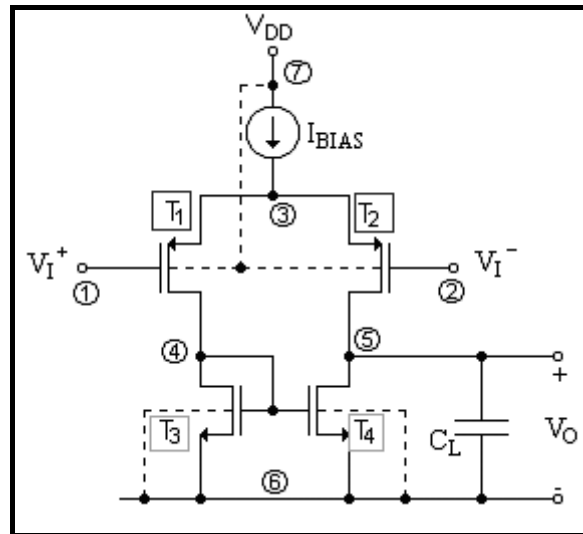 V_DD
⑦
I_BIAS
T₁ ③ T₂
V_I⁺ V_I⁻
① ②
④ ⑤
+
T₃ T₄ C_L V_O
⑥ -